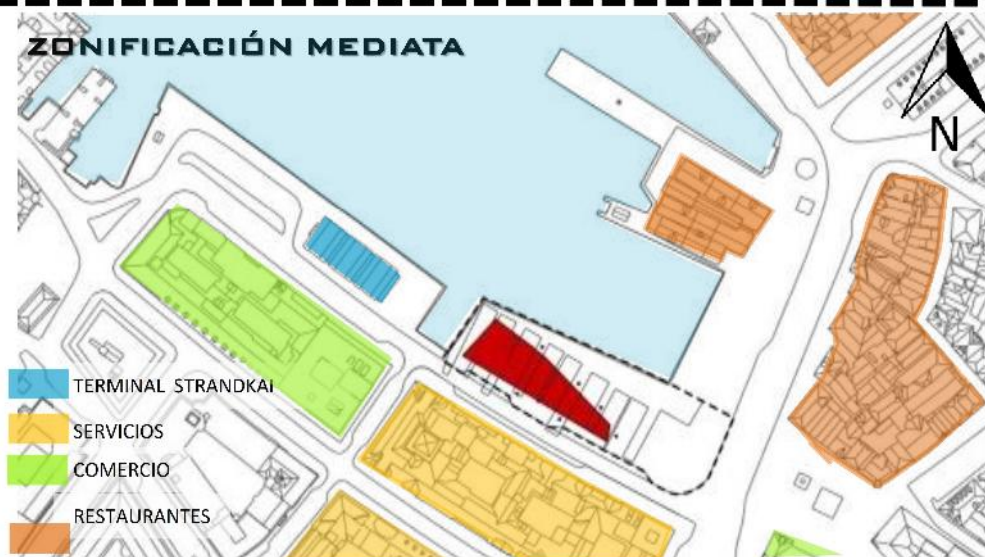 ZONIFICACIÓN MEDIATA
N
TERMINAL STRANDKAI
SERVICIOS
COMERCIO
RESTAURANTES